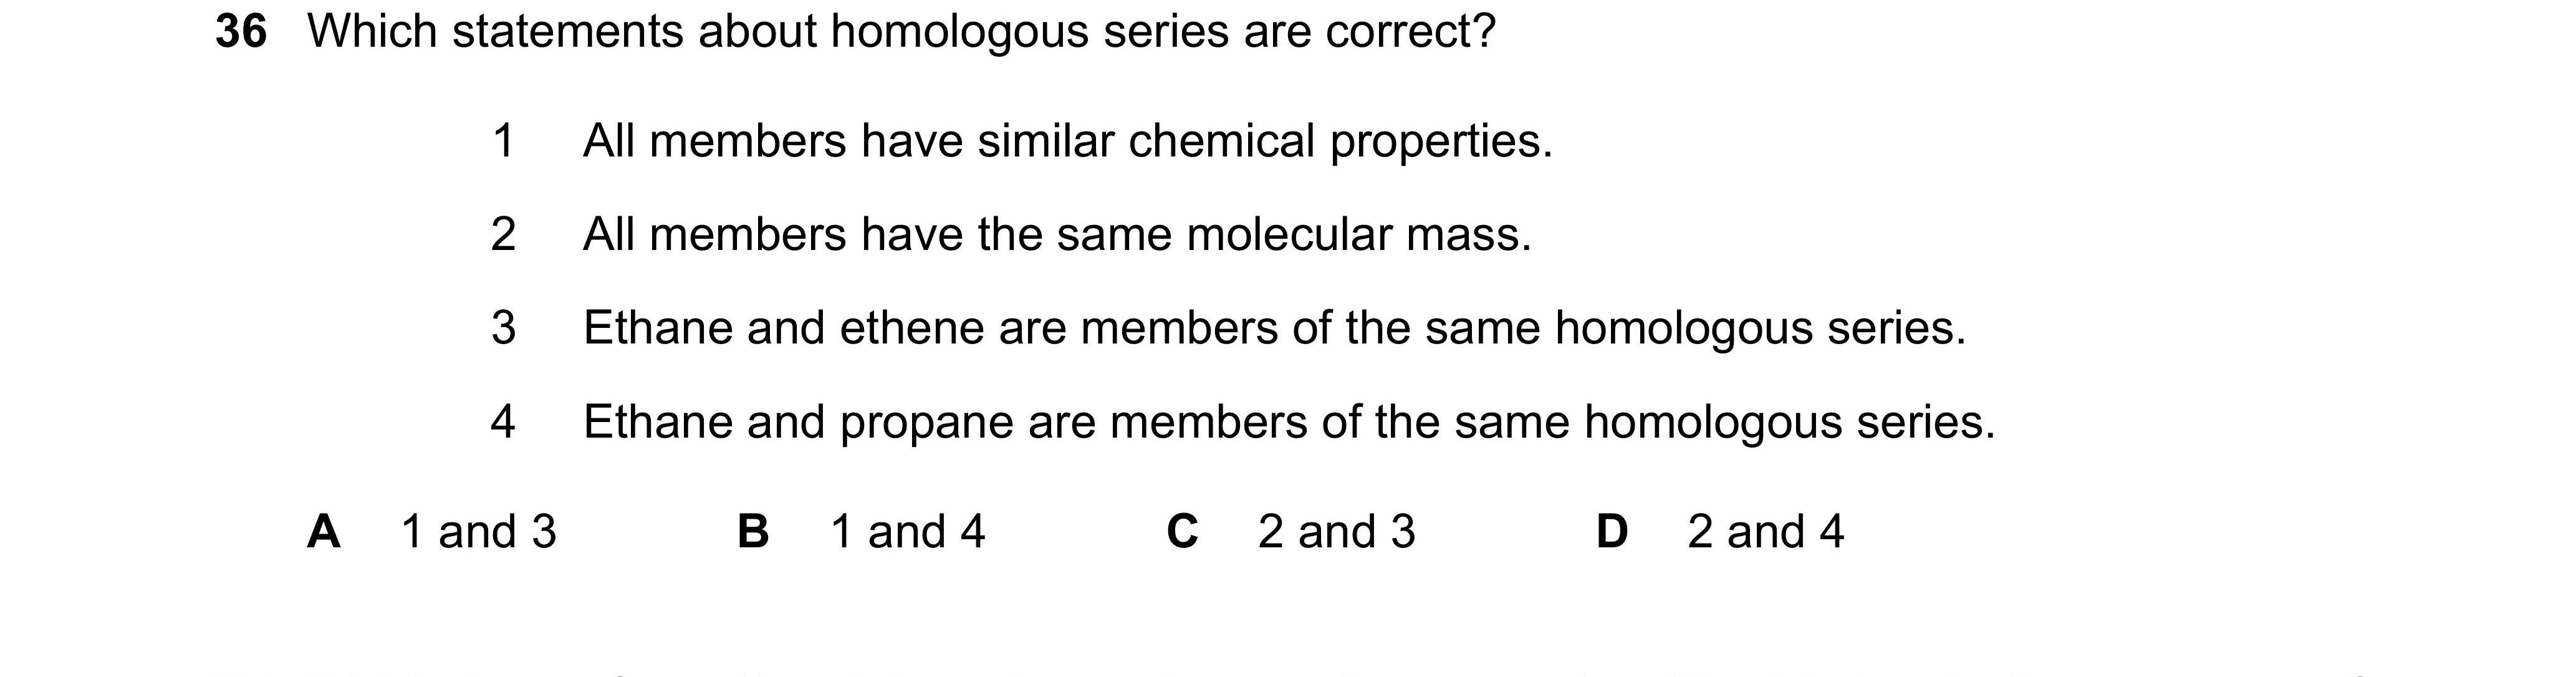 36 Which statements about homologous series are correct?
1 All members have similar chemical properties.
2 All members have the same molecular mass.
3 Ethane and ethene are members of the same homologous series.
4 Ethane and propane are members of the same homologous series.
A 1 and 3 B 1 and 4 C 2 and 3 D 2 and 4